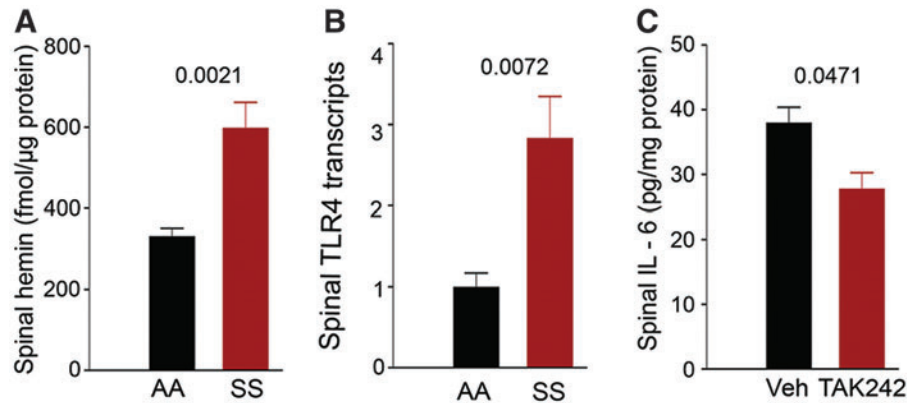 A
Spinal hemin (fmol/µg protein)
800
600
400
200
0
0.0021
AA SS
B
Spinal TLR4 transcripts
4
3
2
1
0
0.0072
AA SS
C
Spinal IL - 6 (pg/mg protein)
50
40
30
20
10
0
0.0471
Veh TAK242